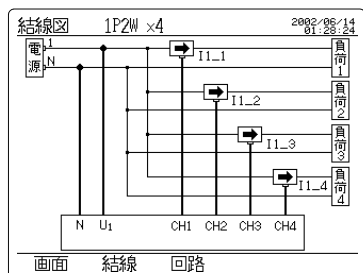 結線図 1P2W ×4 2002/06/14
01:28:24
電源 1
N
I1_1
負荷1
I1_2
負荷2
I1_3
負荷3
I1_4
負荷4
N U1 CH1 CH2 CH3 CH4
画面 結線 回路